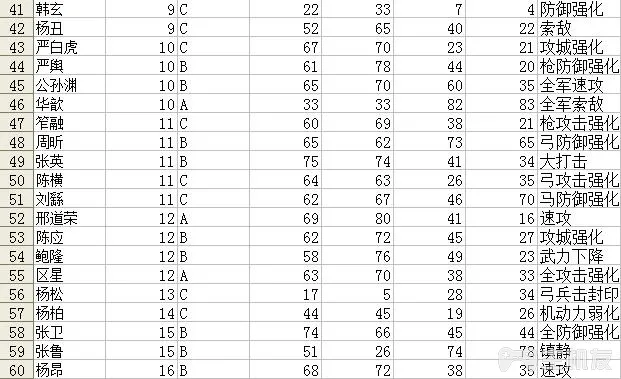 41 韩玄 9 C 22 33 7 4 防御强化
42 杨丑 9 C 52 65 40 22 索敌
43 严白虎 10 C 67 70 23 21 攻城强化
44 严舆 10 B 61 78 44 20 枪防御强化
45 公孙渊 10 B 65 70 60 35 全军速攻
46 华歆 10 A 33 33 82 83 全军索敌
47 笮融 11 C 60 69 38 21 枪攻击强化
48 周昕 11 B 65 62 73 65 弓防御强化
49 张英 11 B 75 74 41 34 大打击
50 陈横 11 C 64 63 26 35 弓攻击强化
51 刘繇 11 C 62 67 46 70 马防御强化
52 邢道荣 12 A 69 80 41 16 速攻
53 陈应 12 B 62 72 45 27 攻城强化
54 鲍隆 12 B 58 76 49 23 武力下降
55 区星 12 A 63 70 38 33 全攻击强化
56 杨松 13 C 17 5 28 34 弓兵击封印
57 杨柏 14 C 44 45 19 26 机动力弱化
58 张卫 15 B 74 66 45 44 全防御强化
59 张鲁 15 B 51 26 74 78 镇静
60 杨昂 16 B 68 72 38 35 速攻